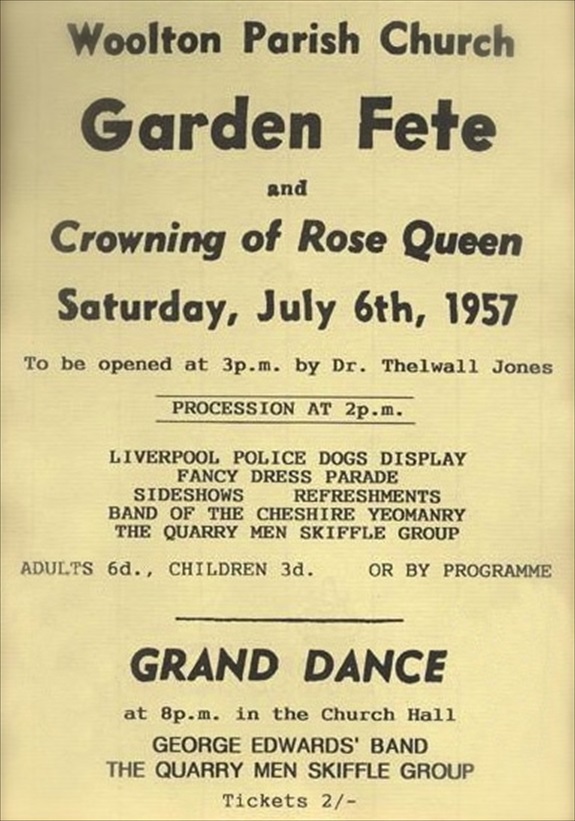 Woolton Parish Church
Garden Fete
and
Crowning of Rose Queen
Saturday, July 6th, 1957
To be opened at 3p.m. by Dr. Thelwall Jones
PROCESSION AT 2p.m.
LIVERPOOL POLICE DOGS DISPLAY
FANCY DRESS PARADE
SIDESHOWS REFRESHMENTS
BAND OF THE CHESHIRE YEOMANRY
THE QUARRY MEN SKIFFLE GROUP
ADULTS 6d., CHILDREN 3d. OR BY PROGRAMME
GRAND DANCE
at 8p.m. in the Church Hall
GEORGE EDWARDS' BAND
THE QUARRY MEN SKIFFLE GROUP
Tickets 2/-